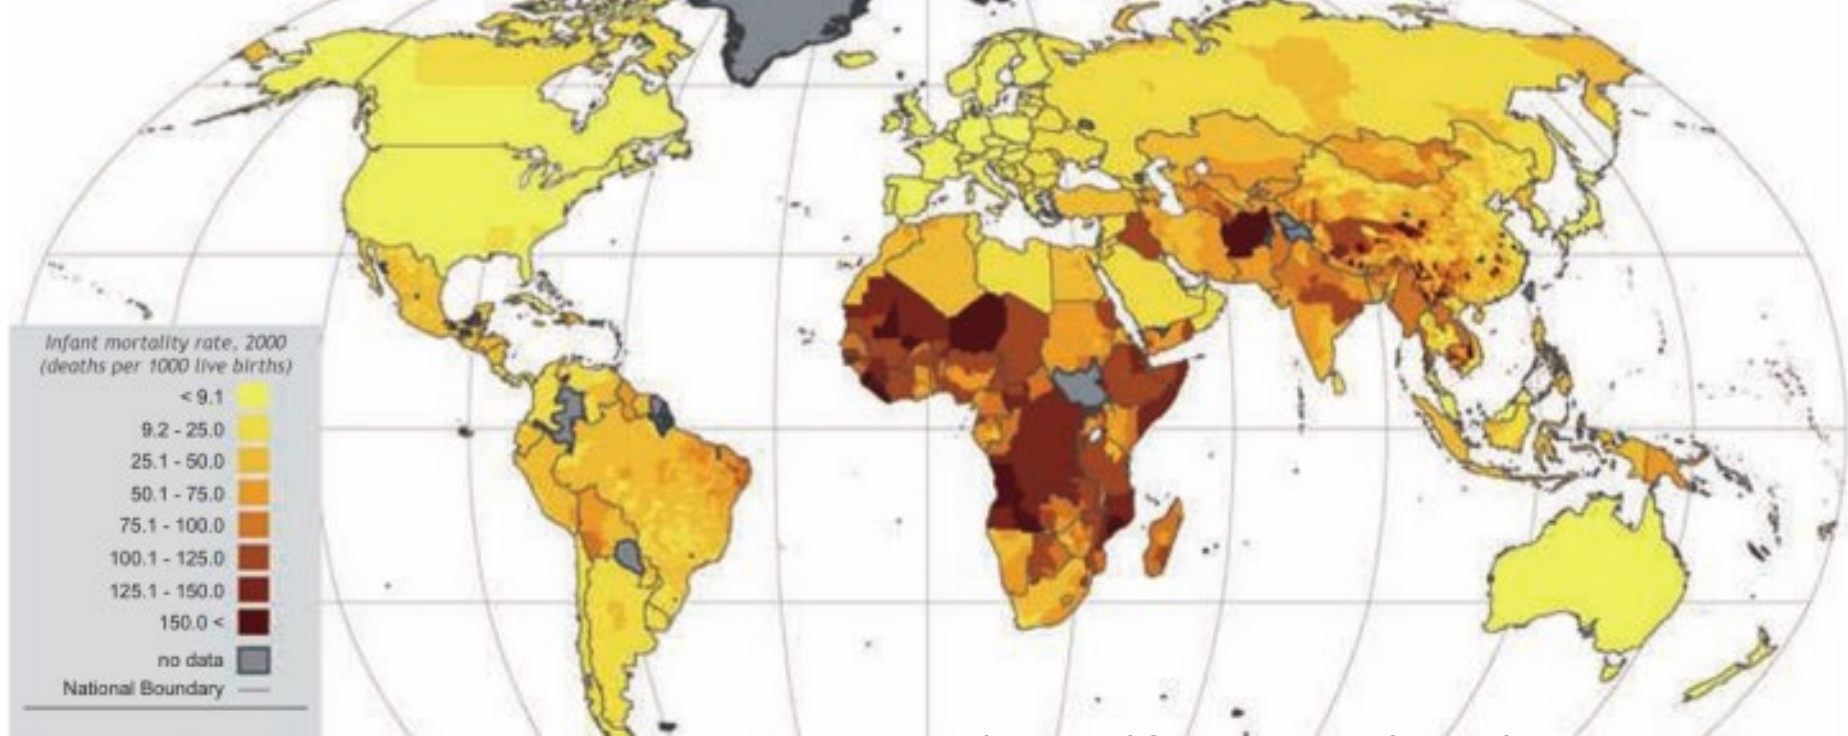 Infant mortality rate, 2000
(deaths per 1000 live births)
< 9.1
9.2 - 25.0
25.1 - 50.0
50.1 - 75.0
75.1 - 100.0
100.1 - 125.0
125.1 - 150.0
150.0 <
no data
National Boundary